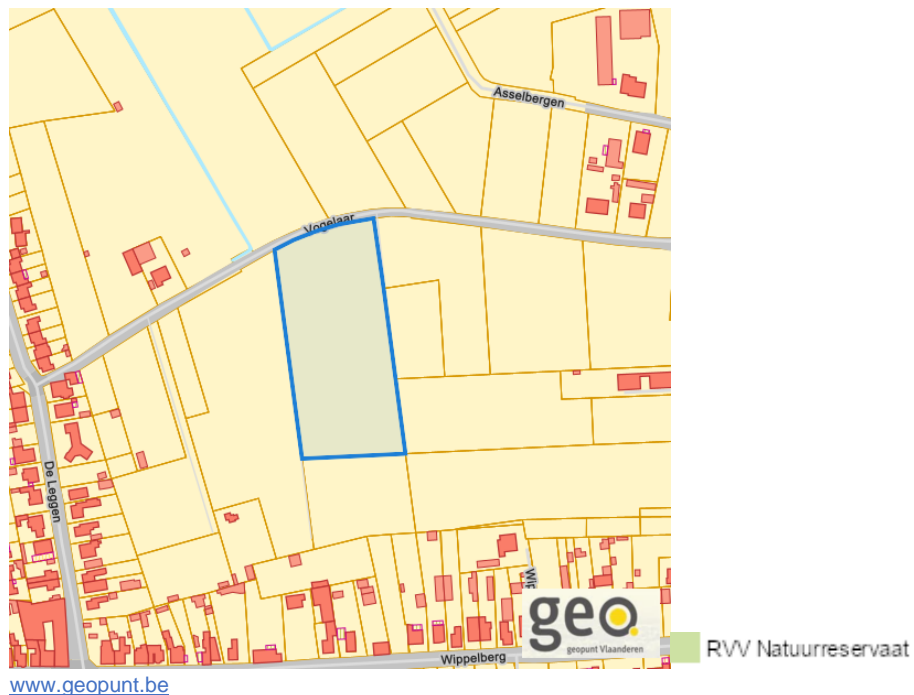 Asselbergen
Vogelaar
De Leggen
geo
geopunt Vlaanderen
Wippelberg
RVV Natuurreservaat
www.geopunt.be